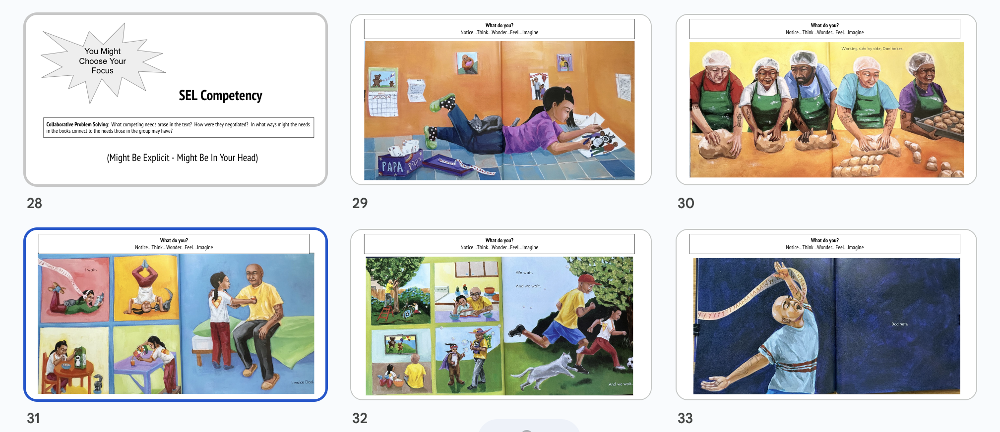 You Might
Choose Your
Focus
SEL Competency
Collaborative Problem Solving: What competing needs arose in the text? How were they negotiated? In what ways might the needs
in the books connect to the needs those in the group may have?
(Might Be Explicit - Might Be In Your Head)
28
What do you?
Notice...Think...Wonder...Feel...Imagine
APRIL
PAPA
papa
29
What do you?
Notice...Think...Wonder...Feel...Imagine
Working side by side, Dad bakes.
30
What do you?
Notice...Think...Wonder...Feel...Imagine
I wait.
I wake Dad.
31
What do you?
Notice...Think...Wonder...Feel...Imagine
We wait.
And we wait.
And we wait.
32
What do you?
Notice...Think...Wonder...Feel...Imagine
Dad rests.
33